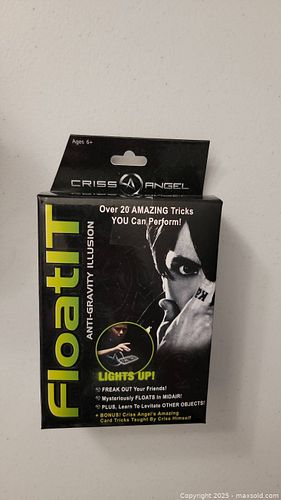 Ages 6+
CRISS ANGEL
Over 20 AMAZING Tricks
YOU Can Perform!
FloatIT
ANTI-GRAVITY ILLUSION
LIGHTS UP!
FREAK OUT Your Friends!
Mysteriously FLOATS In MIDAIR!
PLUS, Learn To Levitate OTHER OBJECTS!
+ BONUS! Criss Angel's Amazing
Card Tricks Taught By Criss Himself
Copyright 2025 - maxsold.com